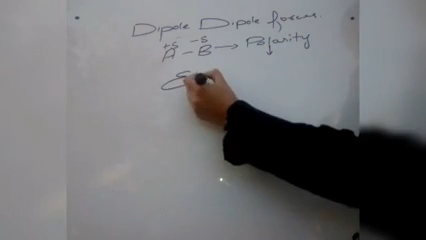 Dipole Dipole forces.
+δ -δ
A — B → Polarity